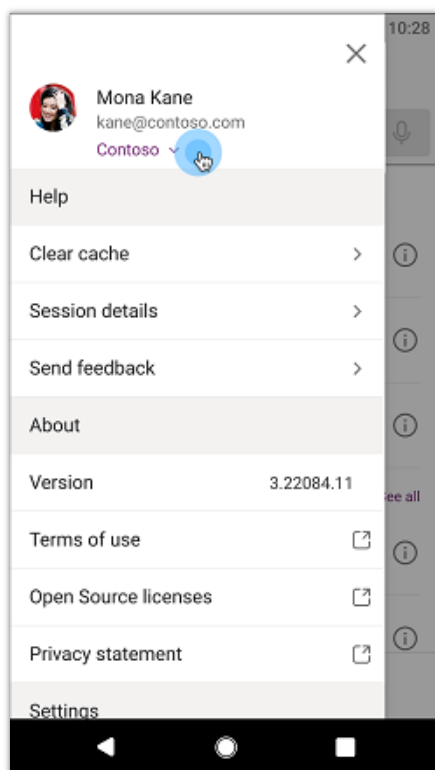 10:28
Mona Kane
kane@contoso.com
Contoso
Help
Clear cache
Session details
Send feedback
About
Version 3.22084.11
See all
Terms of use
Open Source licenses
Privacy statement
Settings